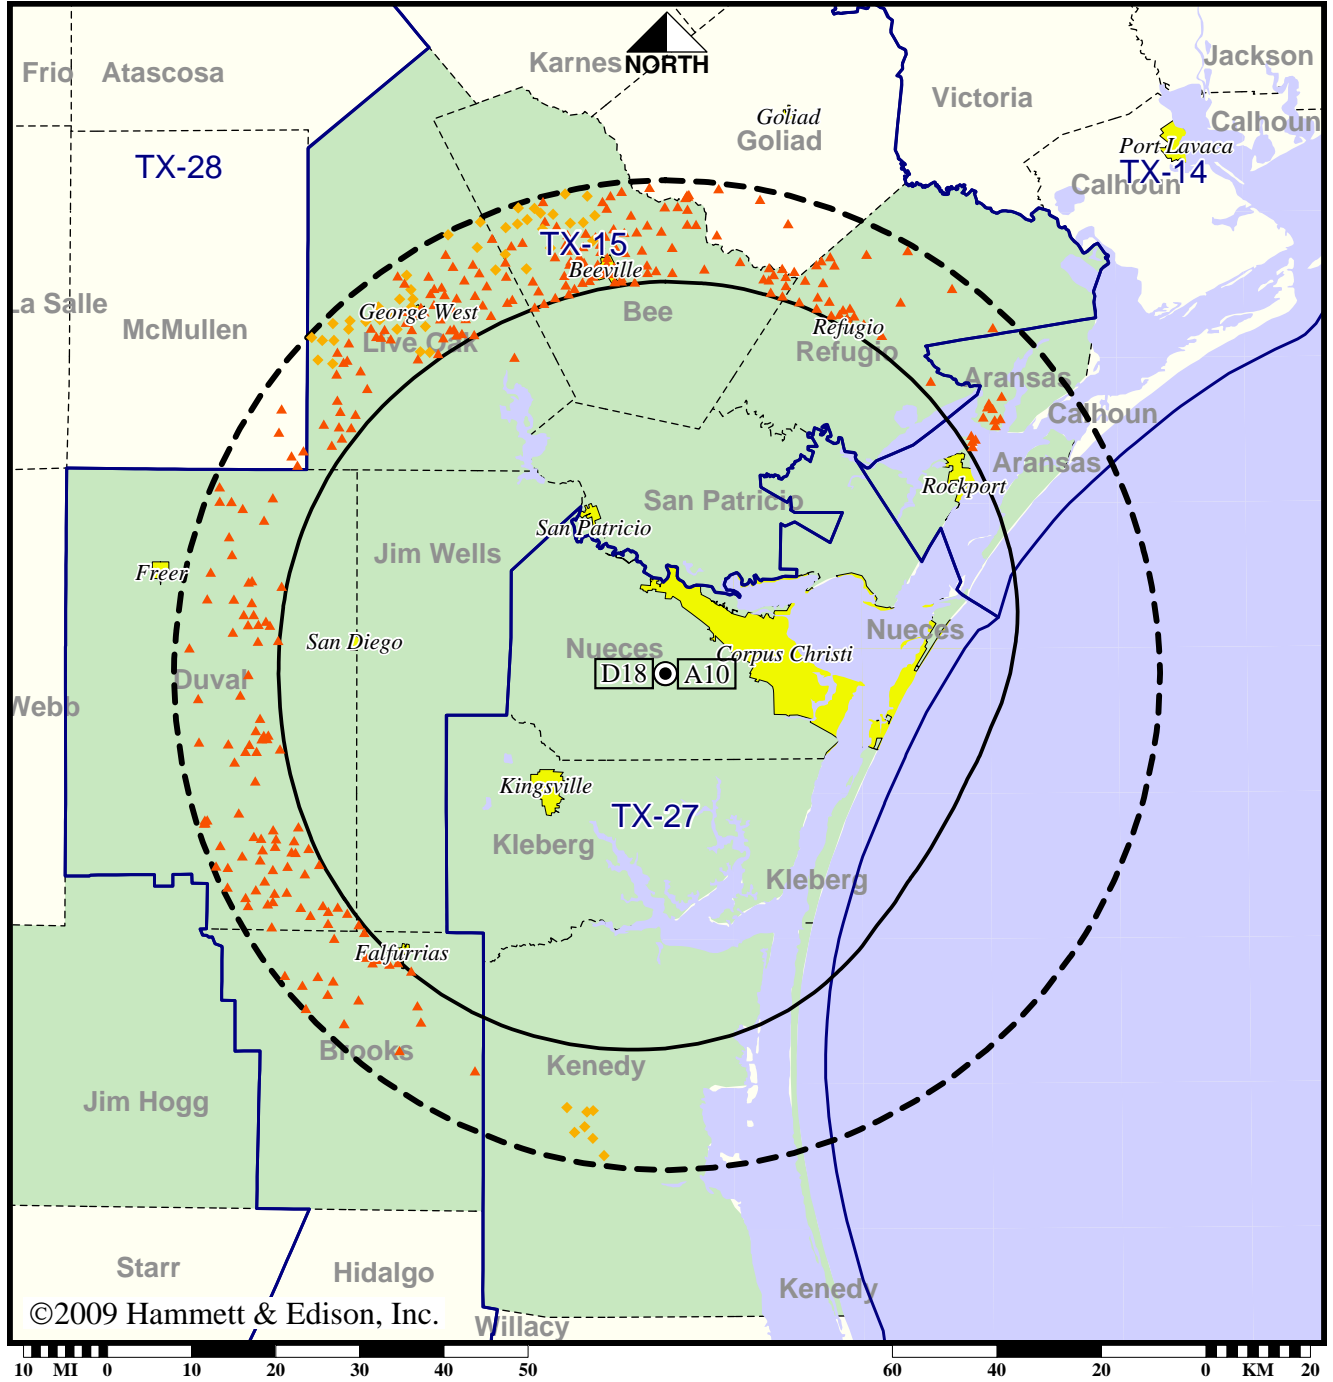 Frio
Atascosa
Karnes
NORTH
Jackson
Victoria
Goliad
Goliad
Calhoun
Port Lavaca
TX-28
TX-14
Calhoun
TX-15
Beeville
La Salle
McMullen
George West
Live Oak
Bee
Refugio
Refugio
Aransas
Calhoun
Aransas
Rockport
San Patricio
San Patricio
Jim Wells
Freer
San Diego
Nueces
Nueces
Corpus Christi
D18
A10
Duval
Webb
Kingsville
TX-27
Kleberg
Kleberg
Falfurrias
Brooks
Kenedy
Jim Hogg
Starr
Hidalgo
Kenedy
Willacy
©2009 Hammett & Edison, Inc.
10 MI 0 10 20 30 40 50
60 40 20 0 KM 20